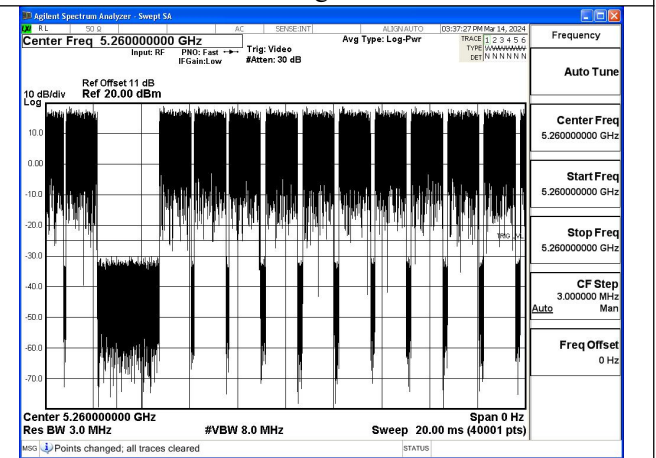 Agilent Spectrum Analyzer - Swept SA
RL 50 Ω AC SENSE:INT ALIGN AUTO 03:37:27 PM Mar 14, 2024
Center Freq 5.260000000 GHz
Input: RF PNO: Fast Trig: Video Avg Type: Log-Pwr TRACE 1 2 3 4 5 6
IFGain:Low #Atten: 30 dB TYPE
DET N N N N N N
Ref Offset 11 dB
10 dB/div Ref 20.00 dBm
Log
10.0
0.00
-10.0
-20.0
TRIG LVL
-30.0
-40.0
-50.0
-60.0
-70.0
Center 5.260000000 GHz Span 0 Hz
Res BW 3.0 MHz #VBW 8.0 MHz Sweep 20.00 ms (40001 pts)
MSG Points changed; all traces cleared STATUS
Frequency
Auto Tune
Center Freq
5.260000000 GHz
Start Freq
5.260000000 GHz
Stop Freq
5.260000000 GHz
CF Step
3.000000 MHz
Auto Man
Freq Offset
0 Hz